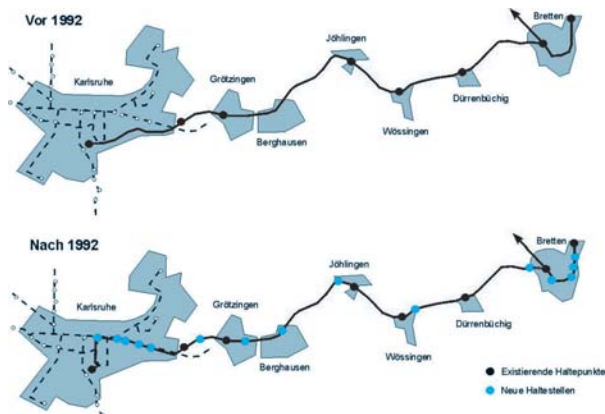 Vor 1992
Bretten
Jöhlingen
Karlsruhe
Grötzingen
Dürrenbüchig
Berghausen
Wössingen
Nach 1992
Bretten
Jöhlingen
Karlsruhe
Grötzingen
Dürrenbüchig
Berghausen
Wössingen
Existierende Haltepunkte
Neue Haltestellen